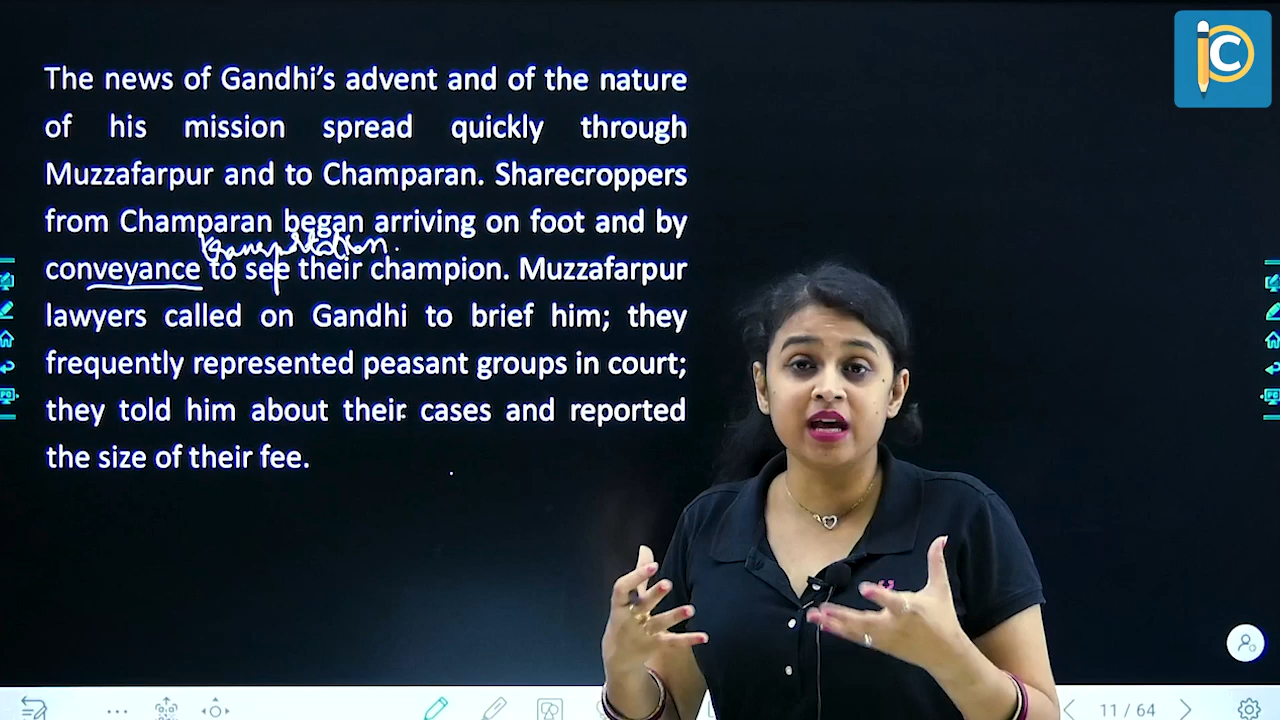 The news of Gandhi's advent and of the nature
of his mission spread quickly through
Muzzafarpur and to Champaran. Sharecroppers
from Champaran began arriving on foot and by
transportation.
conveyance to see their champion. Muzzafarpur
lawyers called on Gandhi to brief him; they
frequently represented peasant groups in court;
they told him about their cases and reported
the size of their fee.
11 / 64